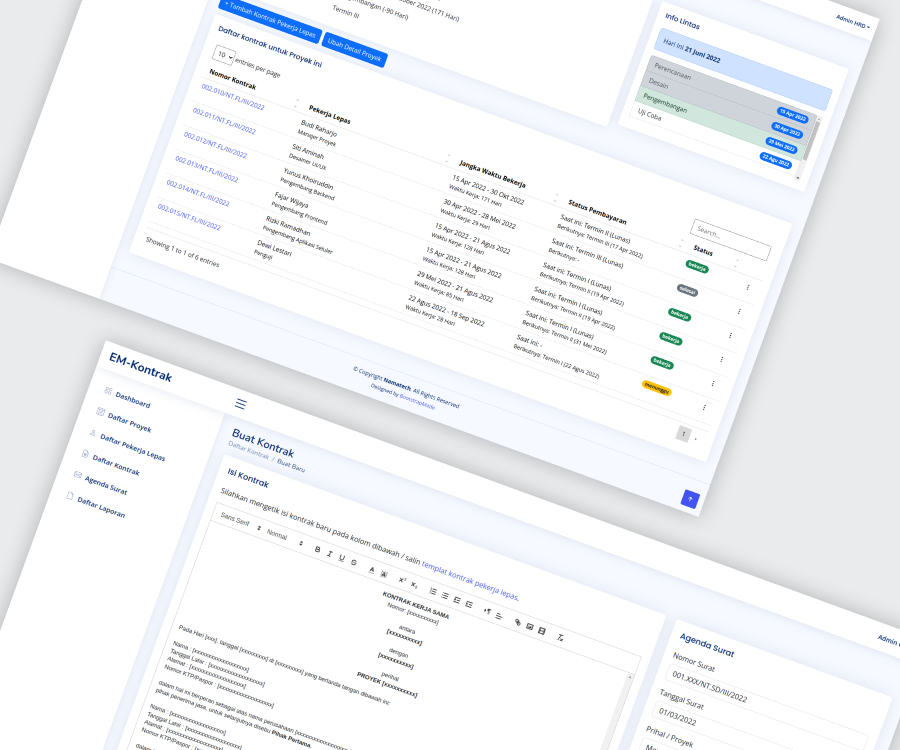 (171 Hari)
(-90 Hari)
Termin III
+ Tambah Kontrak Pekerja Lepas
Ubah Detail Proyek
Daftar kontrak untuk Proyek ini
10 entries per page
Search...
Nomor Kontrak
Pekerja Lepas
Jangka Waktu Bekerja
Status Pembayaran
Status
002.010/NT.FL/III/2022
Budi Raharjo
Manajer Proyek
15 Apr 2022 - 30 Okt 2022
Waktu Kerja: 171 Hari
Saat ini: Termin II (Lunas)
Berikutnya: Termin III (17 Apr 2022)
bekerja
002.011/NT.FL/III/2022
Siti Aminah
Desainer UI/UX
30 Apr 2022 - 28 Mei 2022
Waktu Kerja: 29 Hari
Saat ini: Termin III (Lunas)
Berikutnya: -
selesai
002.012/NT.FL/III/2022
Yunus Khoiruddin
Pengembang Backend
15 Apr 2022 - 21 Agus 2022
Waktu Kerja: 128 Hari
Saat ini: Termin I (Lunas)
Berikutnya: Termin II (19 Apr 2022)
bekerja
002.013/NT.FL/III/2022
Fajar Wijaya
Pengembang Frontend
15 Apr 2022 - 21 Agus 2022
Waktu Kerja: 128 Hari
Saat ini: Termin I (Lunas)
Berikutnya: Termin II (19 Apr 2022)
bekerja
002.014/NT.FL/III/2022
Rizki Ramadhan
Pengembang Aplikasi Seluler
29 Mei 2022 - 21 Agus 2022
Waktu Kerja: 85 Hari
Saat ini: Termin I (Lunas)
Berikutnya: Termin II (31 Mei 2022)
bekerja
002.015/NT.FL/III/2022
Dewi Lestari
Penguji
22 Agus 2022 - 18 Sep 2022
Waktu Kerja: 28 Hari
Saat ini: -
Berikutnya: Termin I (22 Agus 2022)
menunggu
Showing 1 to 1 of 6 entries
1
Admin HRD
Info Lintas
Hari ini 21 Juni 2022
Perencanaan
15 Apr 2022
Desain
30 Apr 2022
Pengembangan
29 Mei 2022
Uji Coba
22 Agu 2022
© Copyright Namatech. All Rights Reserved
Designed by BootstrapMade
EM-Kontrak
Dashboard
Daftar Proyek
Daftar Pekerja Lepas
Daftar Kontrak
Agenda Surat
Daftar Laporan
Admin
Buat Kontrak
Daftar Kontrak / Buat Baru
Isi Kontrak
Silahkan mengetik isi kontrak baru pada kolom dibawah / salin templat kontrak pekerja lepas.
Sans Serif Normal B I U S
KONTRAK KERJA SAMA
Nomor: [xxxxxxxxxx]
antara
[xxxxxxxxxxx]
dengan
[xxxxxxxxxxx]
perihal
PROYEK [xxxxxxxxxx]
Pada Hari [xxx], tanggal [xxxxxxxxx] di [xxxxxxxxx] yang bertanda tangan dibawah ini:
Nama : [xxxxxxxxxxxxxxxxxxx]
Tanggal Lahir : [xxxxxxxxxxxxxxxxxxx]
Alamat : [xxxxxxxxxxxxxxxxxxx]
Nomor KTP/Paspor : [xxxxxxxxxxxxxxxxxxx]
dalam hal ini berperan sebagai atas nama perusahaan [xxxxxxxxxxxxxxxx
pihak penerima jasa, untuk selanjutnya disebut Pihak Pertama.
Nama : [xxxxxxxxxxxxxxxxxxx]
Tanggal Lahir : [xxxxxxxxxxxxxxxxxxx]
Alamat : [xxxxxxxxxxxxxxxxxxx]
Nomor KTP/Paspor : [xxxxxxxxxxxxxxxxxxx]
Agenda Surat
Nomor Surat
001.XXX/NT.SD/III/2022
Tanggal Surat
01/03/2022
Prihal / Proyek